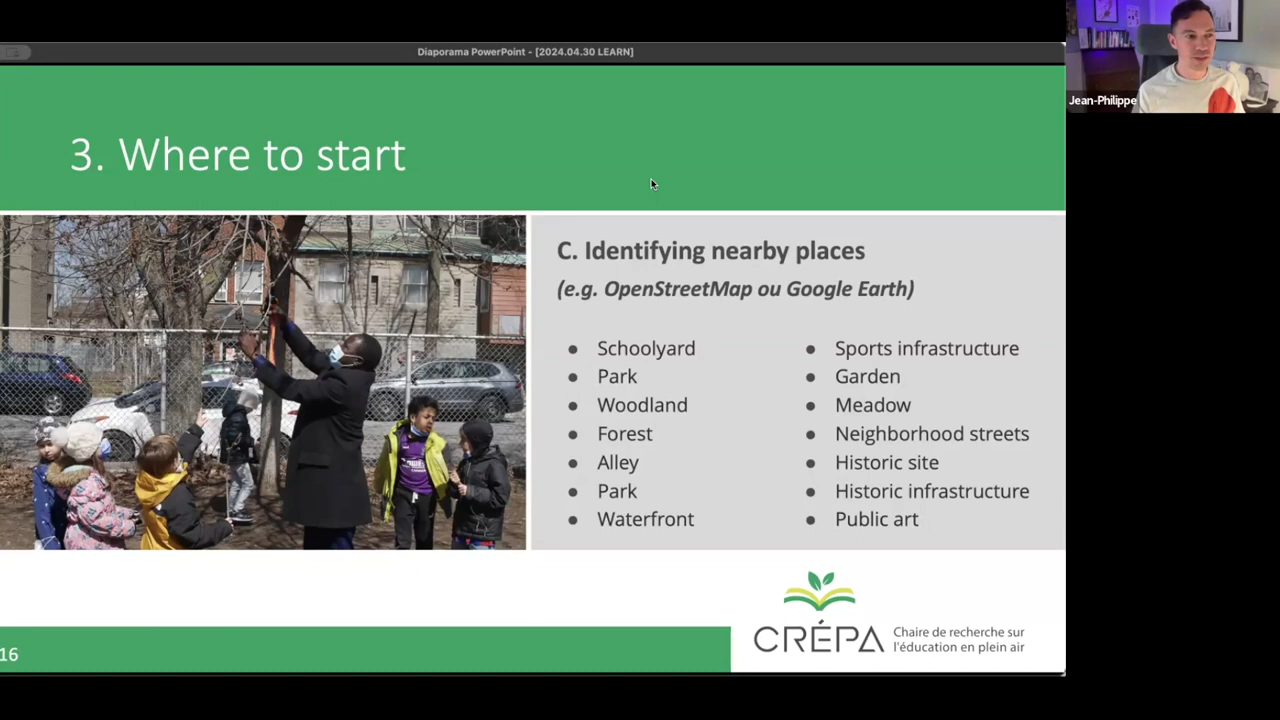 Diaporama PowerPoint - [2024.04.30 LEARN]
Jean-Philippe
3. Where to start
C. Identifying nearby places
(e.g. OpenStreetMap ou Google Earth)
● Schoolyard
● Park
● Woodland
● Forest
● Alley
● Park
● Waterfront
● Sports infrastructure
● Garden
● Meadow
● Neighborhood streets
● Historic site
● Historic infrastructure
● Public art
CRÉPA
Chaire de recherche sur
l'éducation en plein air
16